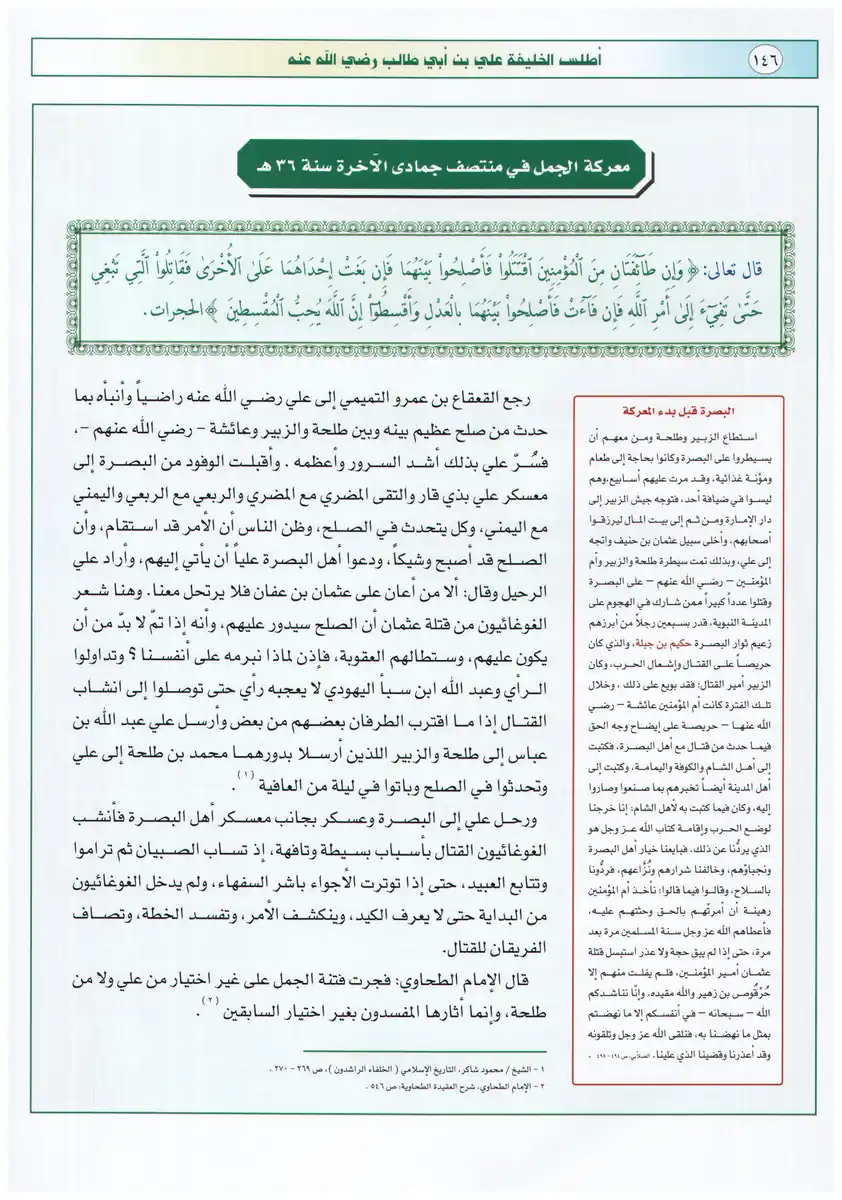 ١٤٦
أطلس الخليفة علي بن أبي طالب رضي الله عنه
معركة الجمل في منتصف جمادى الآخرة سنة ٣٦ هـ
قال تعالى: ﴿ وَإِن طَآئِفَتَانِ مِنَ ٱلْمُؤْمِنِينَ ٱقْتَتَلُوا۟ فَأَصْلِحُوا۟ بَيْنَهُمَا فَإِن بَغَتْ إِحْدَاهُمَا عَلَى ٱلْأُخْرَىٰ فَقَاتِلُوا۟ ٱلَّتِي تَبْغِي
حَتَّىٰ تَفِيٓءَ إِلَىٰ أَمْرِ ٱللَّهِ فَإِن فَآءَتْ فَأَصْلِحُوا۟ بَيْنَهُمَا بِالْعَدْلِ وَأَقْسِطُوٓا۟ إِنَّ ٱللَّهَ يُحِبُّ ٱلْمُقْسِطِينَ ﴾ الحجرات .
رجع القعقاع بن عمرو التميمي إلى علي رضي الله عنه راضياً وأنبأه بما
حدث من صلح عظيم بينه وبين طلحة والزبير وعائشة – رضي الله عنهم –،
فسُرّ علي بذلك أشد السرور وأعظمه . وأقبلت الوفود من البصرة إلى
معسكر علي بذي قار والتقى المضري مع المضري والربعي مع الربعي واليمني
مع اليمني، وكل يتحدث في الصلح، وظن الناس أن الأمر قد استقام، وأن
الصلح قد أصبح وشيكاً، ودعوا أهل البصرة علياً أن يأتي إليهم، وأراد علي
الرحيل وقال: ألا من أعان على عثمان بن عفان فلا يرتحل معنا. وهنا شعر
الغوغائيون من قتلة عثمان أن الصلح سيدور عليهم، وأنه إذا تمّ لا بدّ من أن
يكون عليهم، وستطالهم العقوبة، فإذن لماذا نبرمه على أنفسنا ؟ وتداولوا
الرأي وعبد الله ابن سبأ اليهودي لا يعجبه رأي حتى توصلوا إلى انشاب
القتال إذا ما اقترب الطرفان بعضهم من بعض وأرسل علي عبد الله بن
عباس إلى طلحة والزبير اللذين أرسلا بدورهما محمد بن طلحة إلى علي
وتحدثوا في الصلح وباتوا في ليلة من العافية (١).
ورحل علي إلى البصرة وعسكر بجانب معسكر أهل البصرة فأنشب
الغوغائيون القتال بأسباب بسيطة وتافهة، إذ تساب الصبيان ثم تراموا
وتتابع العبيد، حتى إذا توترت الأجواء باشر السفهاء، ولم يدخل الغوغائيون
من البداية حتى لا يعرف الكيد، وينكشف الأمر، وتفسد الخطة، وتصاف
الفريقان للقتال.
قال الإمام الطحاوي: فجرت فتنة الجمل على غير اختيار من علي ولا من
طلحة، وإنما أثارها المفسدون بغير اختيار السابقين (٢).
١ – الشيخ / محمود شاكر، التاريخ الإسلامي ( الخلفاء الراشدون )، ص ٢٦٩ – ٢٧٠ .
٢ – الإمام الطحاوي، شرح العقيدة الطحاوية: ص ٥٤٦ .
البصرة قبل بدء المعركة
استطاع الزبير وطلحة ومن معهم أن
يسيطروا على البصرة وكانوا بحاجة إلى طعام
ومؤنة غذائية، وقد مرت عليهم أسابيع، وهم
ليسوا في ضيافة أحد، فتوجه جيش الزبير إلى
دار الإمارة ومن ثم إلى بيت المال ليرزقوا
أصحابهم، وأخلى سبيل عثمان بن حنيف واتجه
إلى علي، وبذلك تمت سيطرة طلحة والزبير وأم
المؤمنين – رضي الله عنهم – على البصرة
وقتلوا عدداً كبيراً ممن شارك في الهجوم على
المدينة النبوية، قدر بسبعين رجلاً من أبرزهم
زعيم ثوار البصرة حكيم بن جبلة، والذي كان
حريصاً على القتال وإشعال الحرب، وكان
الزبير أمير القتال؛ فقد بويع على ذلك ، وخلال
تلك الفترة كانت أم المؤمنين عائشة – رضي
الله عنها – حريصة على إيضاح وجه الحق
فيما حدث من قتال مع أهل البصرة، فكتبت
إلى أهل الشام والكوفة واليمامة، وكتبت إلى
أهل المدينة أيضاً تخبرهم بما صنعوا وصاروا
إليه، وكان فيما كتبت به لأهل الشام: إنا خرجنا
لوضع الحرب وإقامة كتاب الله عز وجل هو
الذي يردُّنا عن ذلك. فبايعنا خيار أهل البصرة
ونجباؤهم، وخالفنا شرارهم ونُزَّاعهم، فردُّونا
بالسلاح، وقالوا فيما قالوا: نأخذ أم المؤمنين
رهينة أن أمرتْهم بالحق وحثتهم عليه،
فأعطاهم الله عز وجل سنة المسلمين مرة بعد
مرة، حتى إذا لم يبق حجة ولا عذر استبسل قتلة
عثمان أمير المؤمنين، فلم يفلت منهم إلا
حُرْقُوص بن زهير والله مقيده، وإنّا نناشدكم
الله – سبحانه – في أنفسكم إلا ما نهضتم
بمثل ما نهضنا به، فنلقى الله عز وجل وتلقونه
وقد أعذرنا وقضينا الذي علينا. الصلابي، ص ٤٩٤-٤٩٥ .